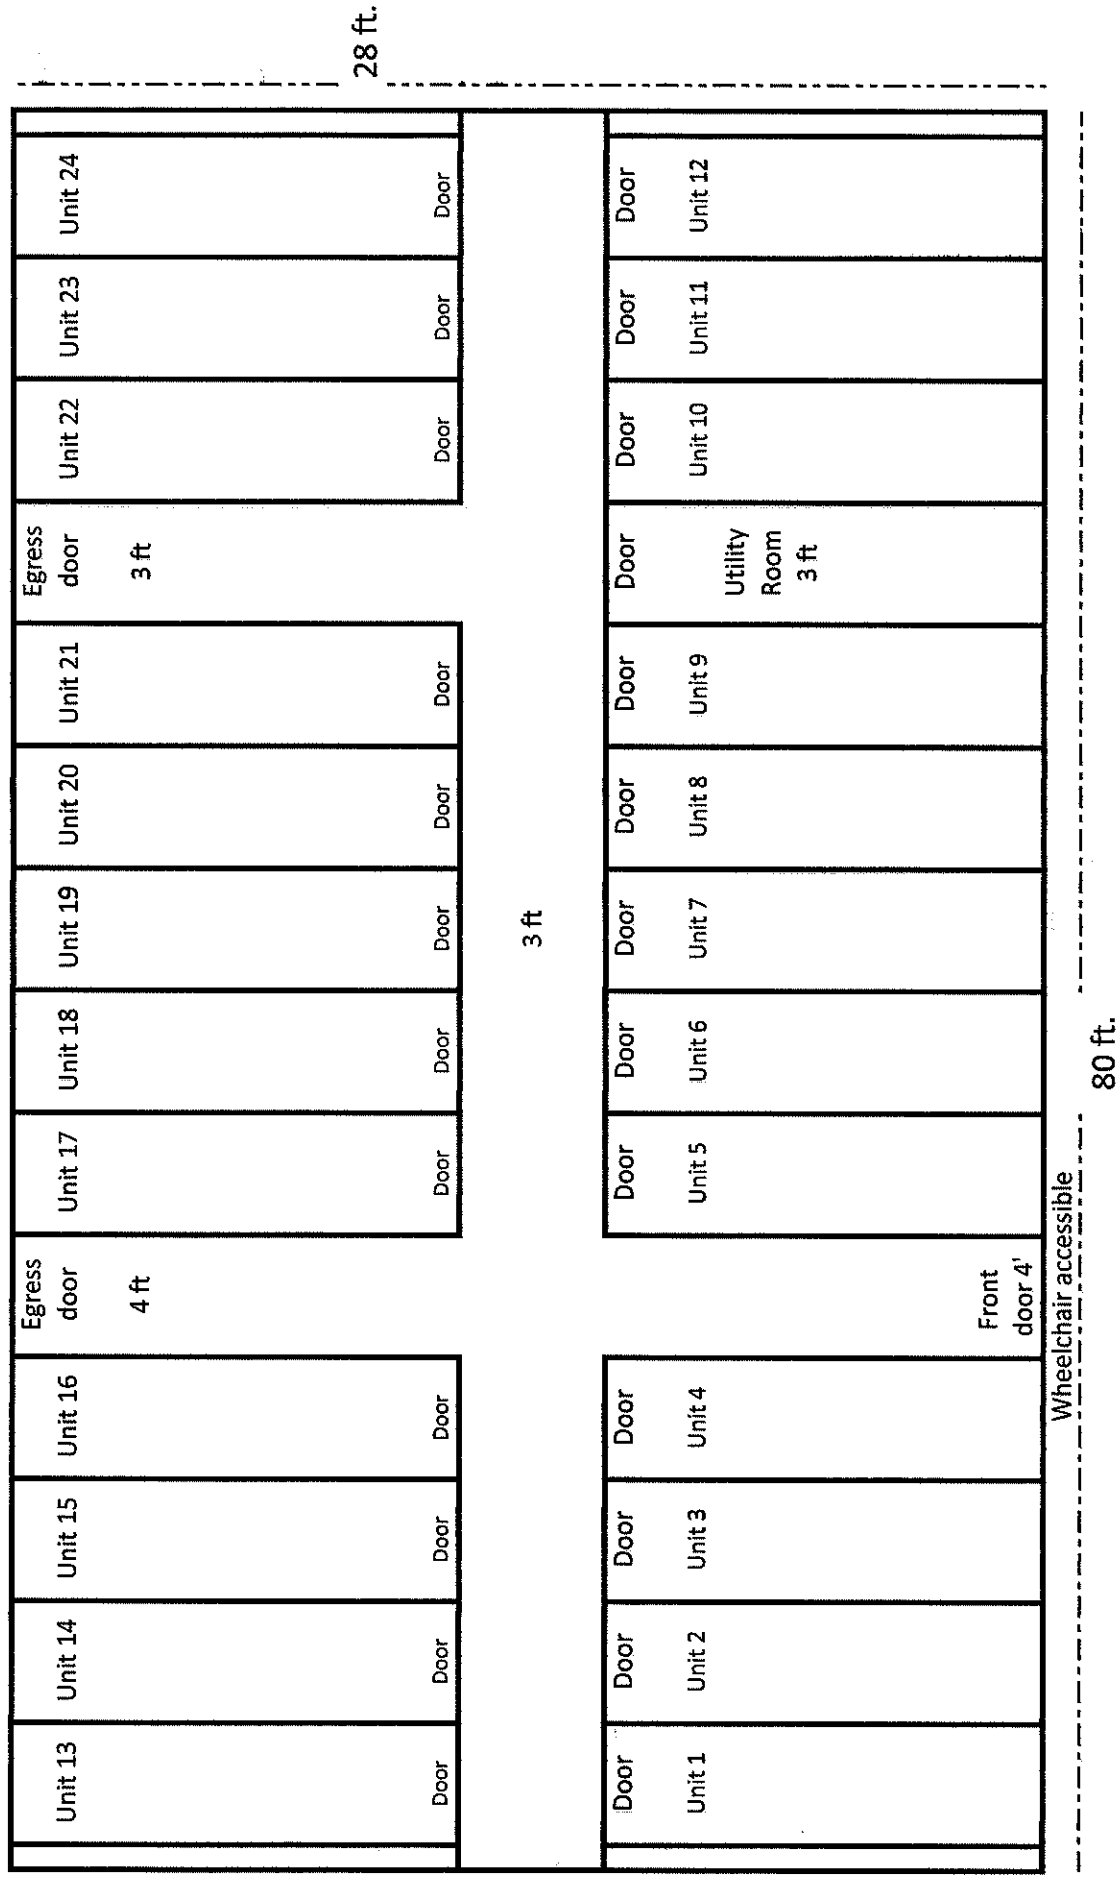 Unit 13
Unit 14
Unit 15
Unit 16
Egress
door
4 ft
Unit 17
Unit 18
Unit 19
Unit 20
Unit 21
Egress
door
3 ft
Unit 22
Unit 23
Unit 24
28 ft.
Door
Door
Door
Door
Door
Door
Door
Door
Door
Door
Door
Door
3 ft
Door
Door
Door
Door
Door
Door
Door
Door
Door
Door
Door
Door
Door
Unit 1
Unit 2
Unit 3
Unit 4
Unit 5
Unit 6
Unit 7
Unit 8
Unit 9
Utility
Room
3 ft
Unit 10
Unit 11
Unit 12
Front
door 4'
Wheelchair accessible
80 ft.